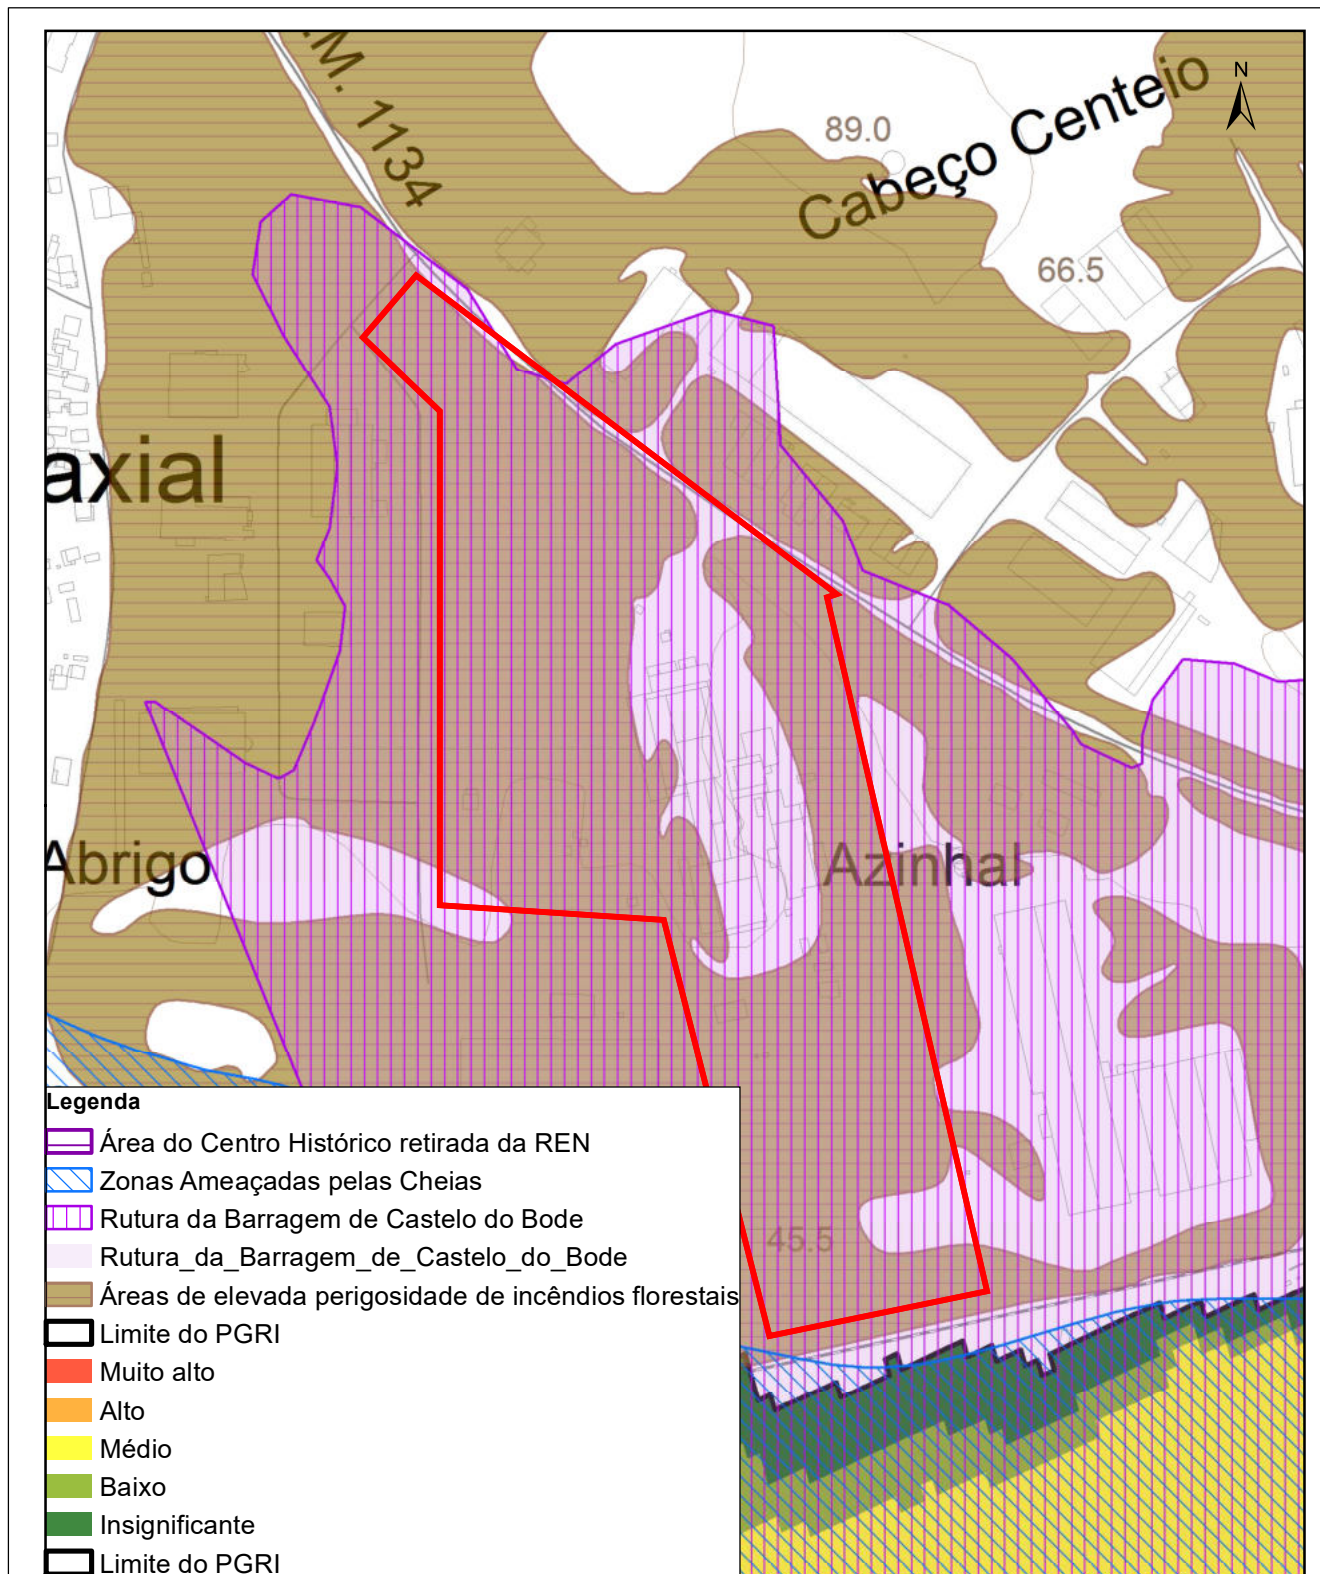 N
.M. 1134
89.0
Cabeço Centeio
66.5
axial
Abrigo
Azinhal
45.5
Legenda
Área do Centro Histórico retirada da REN
Zonas Ameaçadas pelas Cheias
Rutura da Barragem de Castelo do Bode
Rutura_da_Barragem_de_Castelo_do_Bode
Áreas de elevada perigosidade de incêndios florestais
Limite do PGRI
Muito alto
Alto
Médio
Baixo
Insignificante
Limite do PGRI